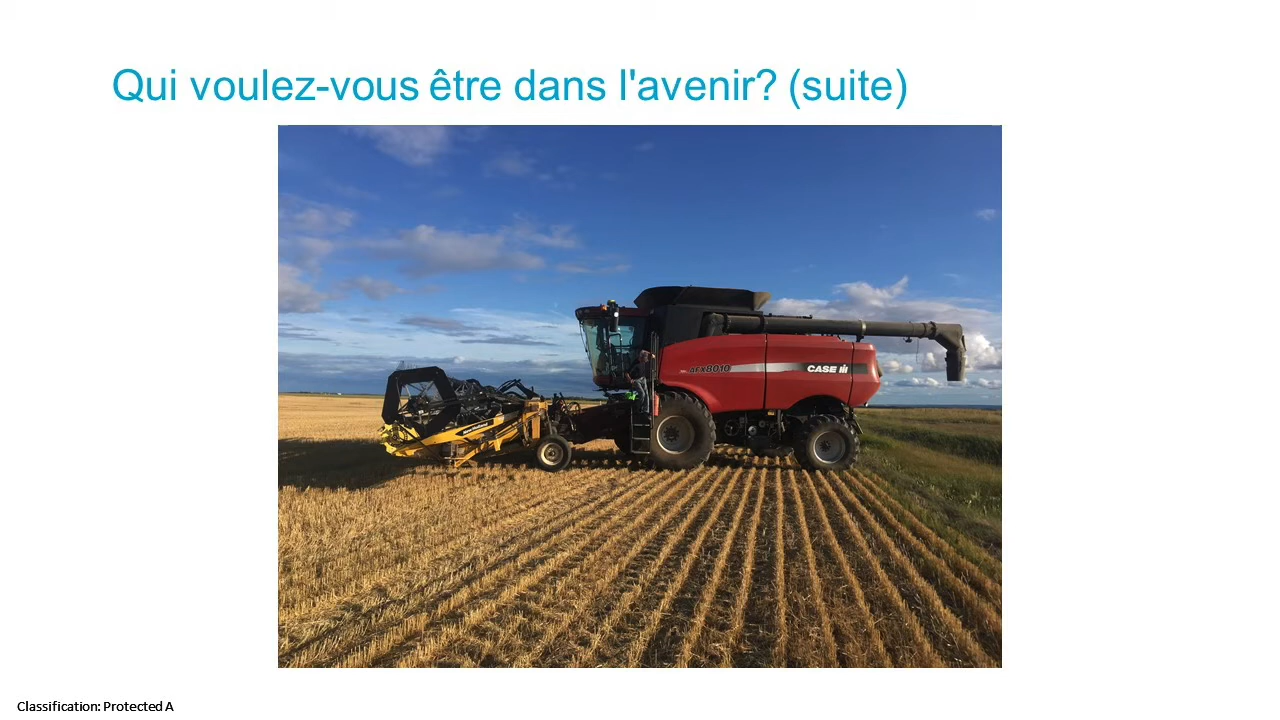 Qui voulez-vous être dans l'avenir? (suite)
AFX8010
CASE IH
Classification: Protected A